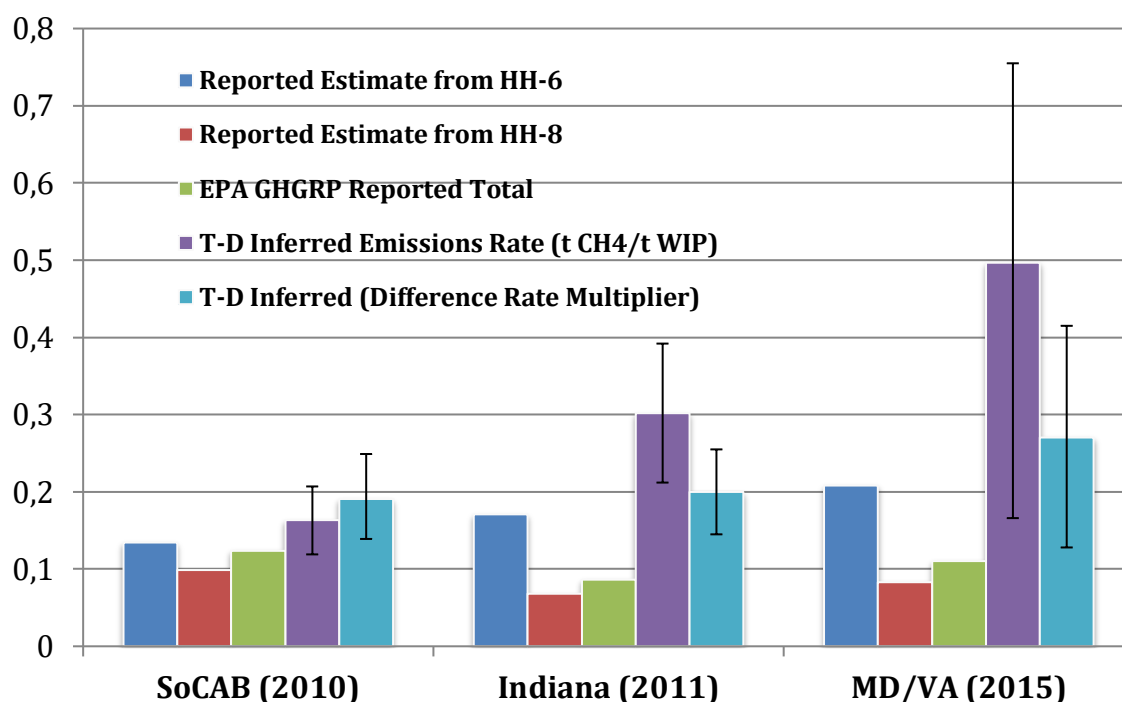 0,8
0,7
0,6
0,5
0,4
0,3
0,2
0,1
0
Reported Estimate from HH-6
Reported Estimate from HH-8
EPA GHGRP Reported Total
T-D Inferred Emissions Rate (t CH4/t WIP)
T-D Inferred (Difference Rate Multiplier)
SoCAB (2010)
Indiana (2011)
MD/VA (2015)